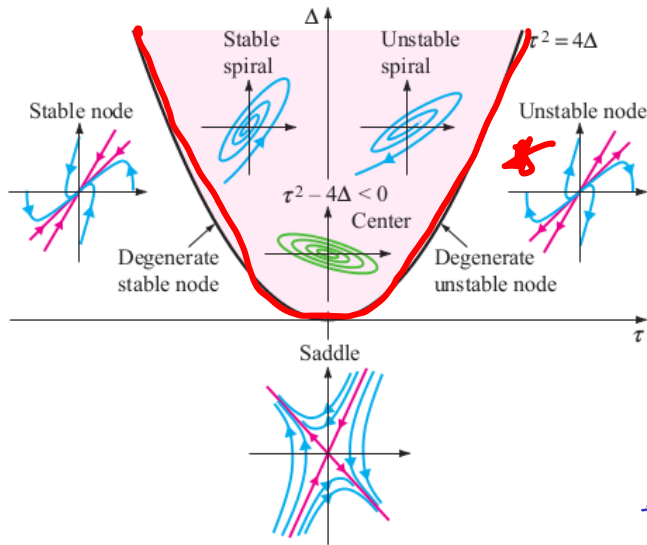 Δ
Stable
spiral
Unstable
spiral
τ² = 4Δ
Stable node
Unstable node
τ² − 4Δ < 0
Center
Degenerate
stable node
Degenerate
unstable node
τ
Saddle